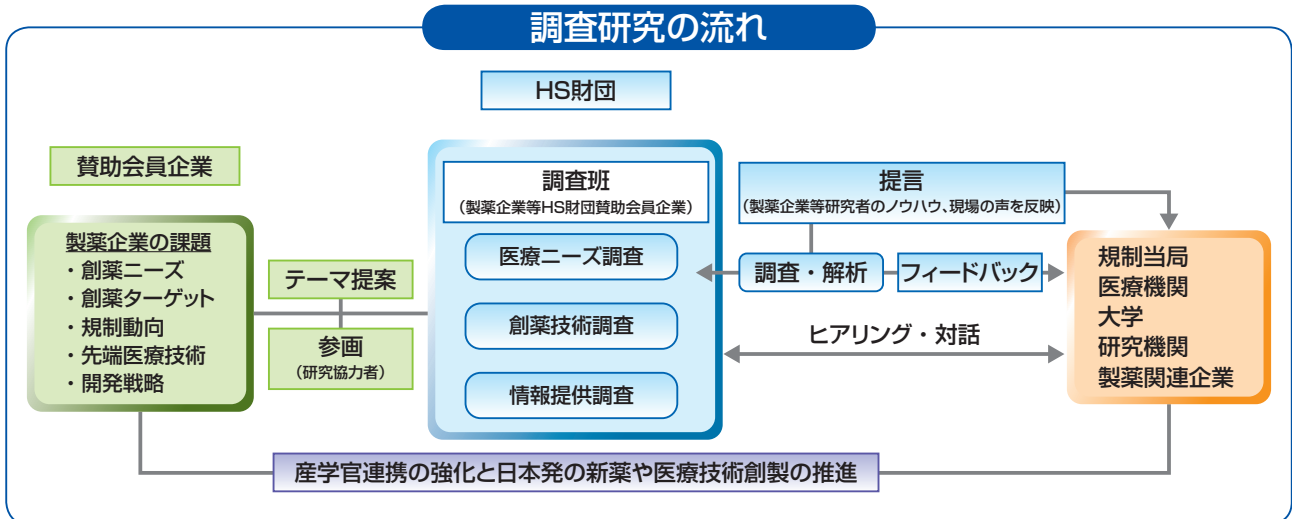 調査研究の流れ
HS財団
賛助会員企業
製薬企業の課題
・創薬ニーズ
・創薬ターゲット
・規制動向
・先端医療技術
・開発戦略
テーマ提案
参画
（研究協力者）
調査班
（製薬企業等HS財団賛助会員企業）
医療ニーズ調査
創薬技術調査
情報提供調査
提言
（製薬企業等研究者のノウハウ、現場の声を反映）
調査・解析
フィードバック
ヒアリング・対話
規制当局
医療機関
大学
研究機関
製薬関連企業
産学官連携の強化と日本発の新薬や医療技術創製の推進